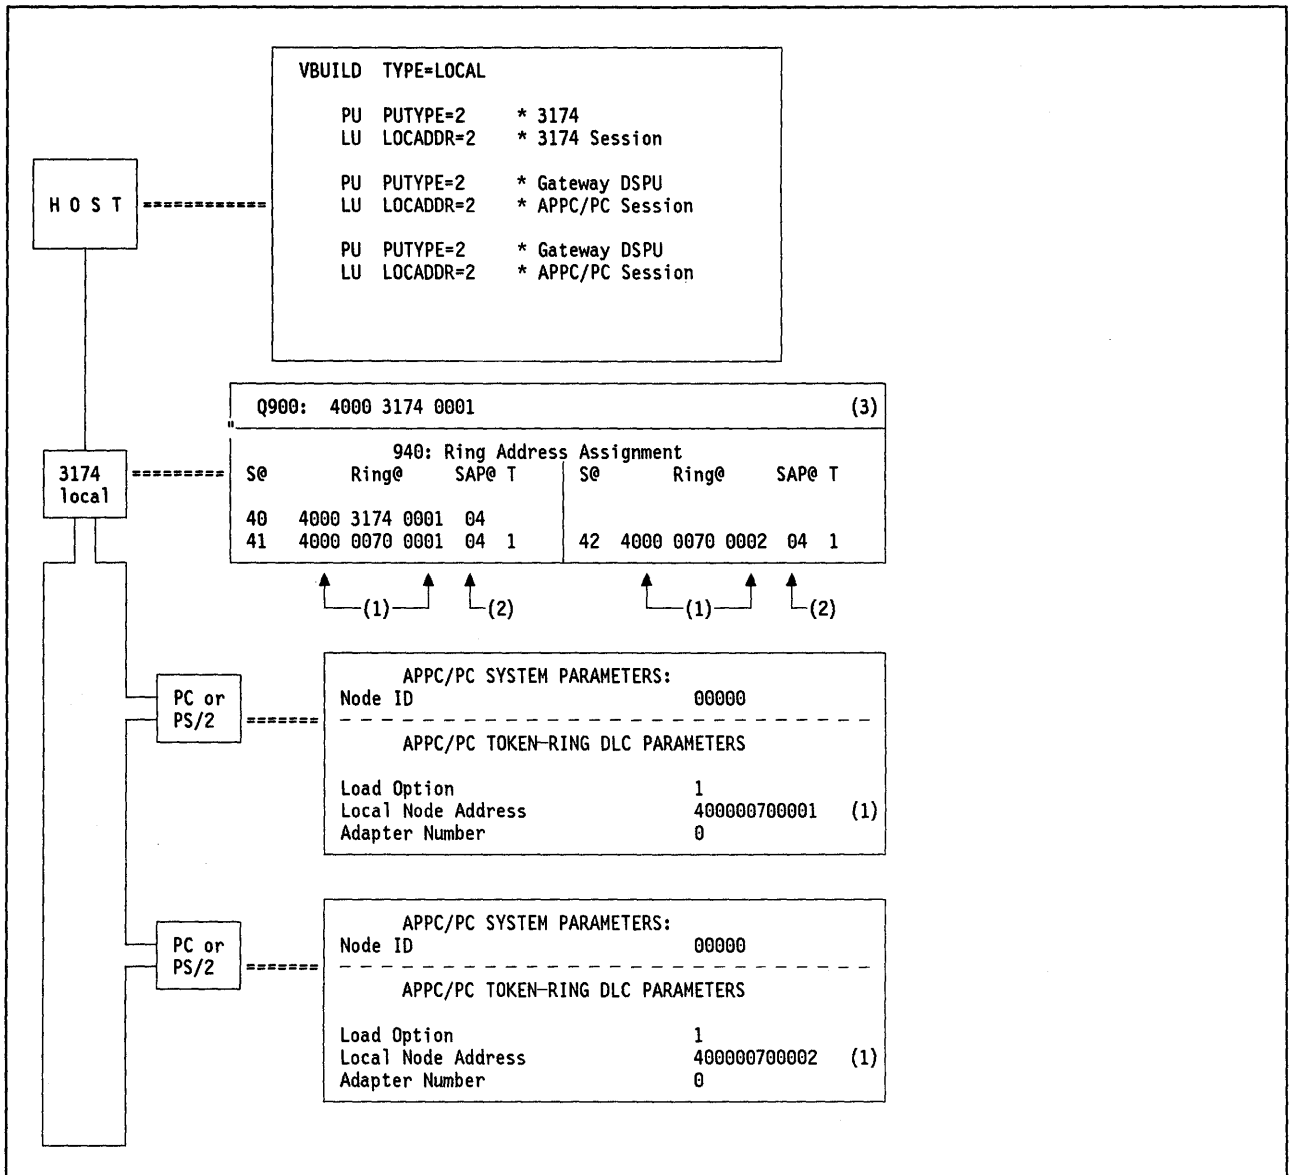 VBUILD TYPE=LOCAL
PU PUTYPE=2 * 3174
LU LOCADDR=2 * 3174 Session
PU PUTYPE=2 * Gateway DSPU
LU LOCADDR=2 * APPC/PC Session
PU PUTYPE=2 * Gateway DSPU
LU LOCADDR=2 * APPC/PC Session
H O S T ============
Q900: 4000 3174 0001 (3)
940: Ring Address Assignment
S@ Ring@ SAP@ T S@ Ring@ SAP@ T
40 4000 3174 0001 04
41 4000 0070 0001 04 1 42 4000 0070 0002 04 1
3174
local
=========
(1) (2) (1) (2)
APPC/PC SYSTEM PARAMETERS:
Node ID 00000
APPC/PC TOKEN-RING DLC PARAMETERS
Load Option 1
Local Node Address 400000700001 (1)
Adapter Number 0
PC or
PS/2
=======
APPC/PC SYSTEM PARAMETERS:
Node ID 00000
APPC/PC TOKEN-RING DLC PARAMETERS
Load Option 1
Local Node Address 400000700002 (1)
Adapter Number 0
PC or
PS/2
=======